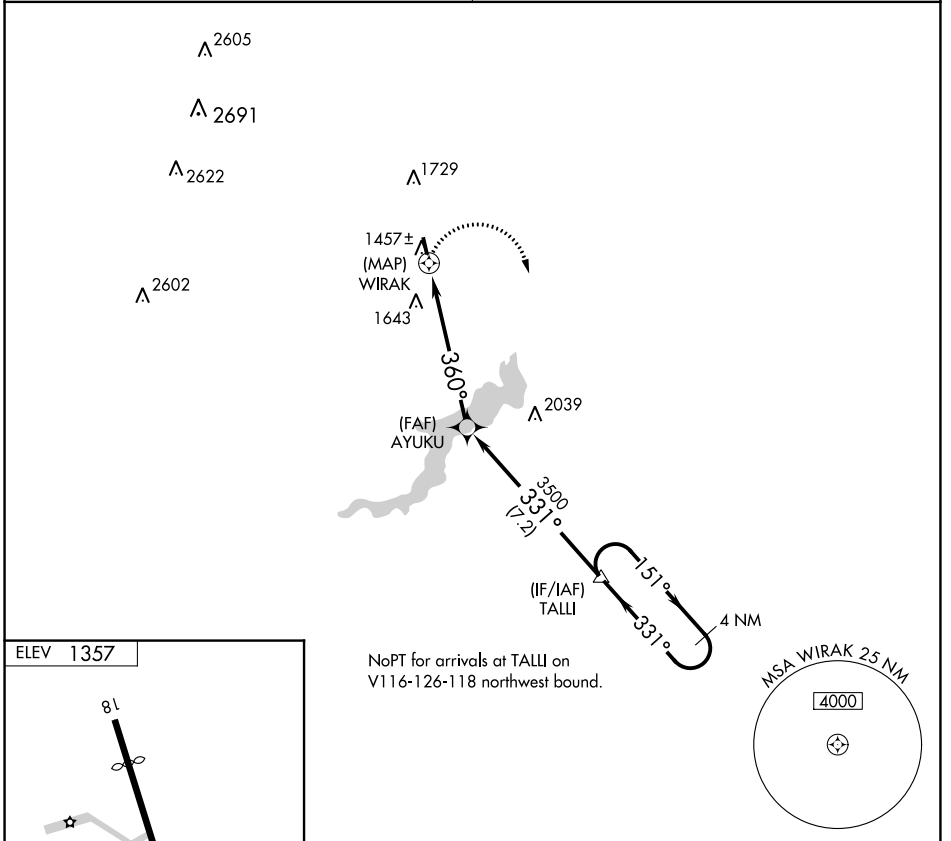 2605
2691
2622
1729
1457±
(MAP)
WIRAK
2602
1643
360°
(FAF)
AYUKU
2039
3500
331°
(7.2)
(IF/IAF)
TALLI
151°
331°
4 NM
NoPT for arrivals at TALLI on
V116-126-118 northwest bound.
MSA WIRAK 25 NM
4000
ELEV 1357
18